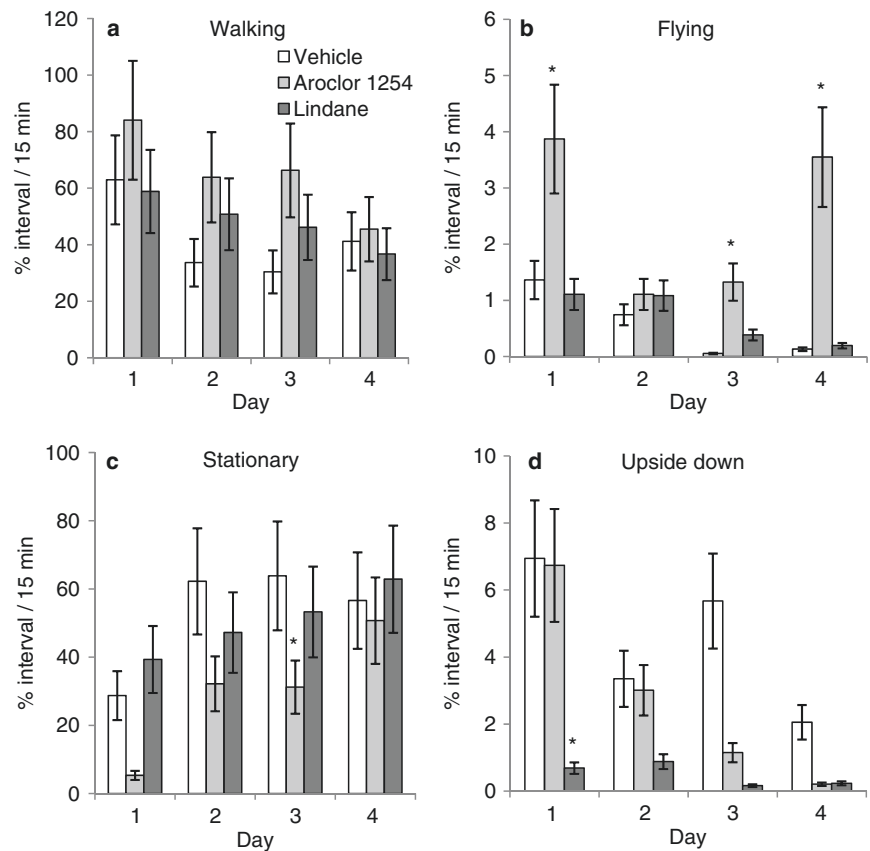 a Walking
Vehicle
Aroclor 1254
Lindane
% interval / 15 min
120
100
80
60
40
20
0
1 2 3 4
Day
b Flying
% interval / 15 min
6
5
4
3
2
1
0
* * *
1 2 3 4
Day
c Stationary
% interval / 15 min
100
80
60
40
20
0
*
1 2 3 4
Day
d Upside down
% interval / 15 min
10
8
6
4
2
0
*
1 2 3 4
Day